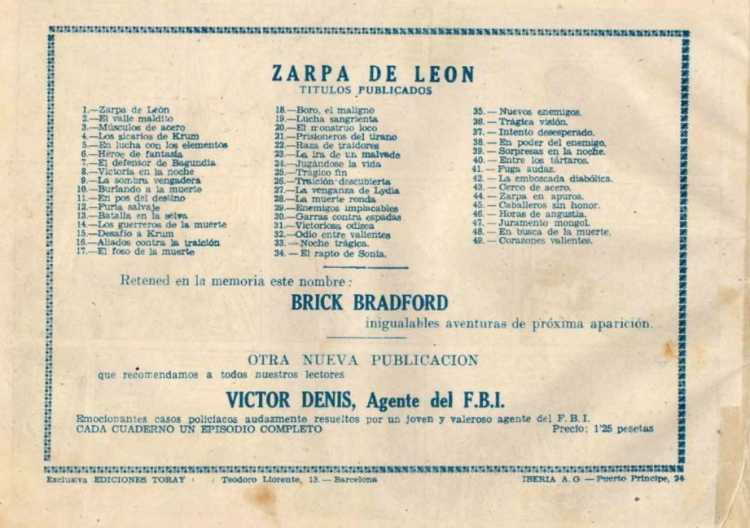 ZARPA DE LEON
TITULOS PUBLICADOS
1.—Zarpa de León
2.—El valle maldito
3.—Músculos de acero
4.—Los sicarios de Krum
5.—En lucha con los elementos
6.—Héroe de fantasía
7.—El defensor de Bagundia
8.—Victoria en la noche
9.—La sombra vengadora
10.—Burlando a la muerte
11.—En pos del destino
12.—Furia salvaje
13.—Batalla en la selva
14.—Los guerreros de la muerte
15.—Desafío a Krum
16.—Aliados contra la traición
17.—El foso de la muerte
18.—Boro, el maligno
19.—Lucha sangrienta
20.—El monstruo loco
21.—Prisioneros del tirano
22.—Raza de traidores
23.—La ira de un malvado
24.—Jugándose la vida
25.—Trágico fin
26.—Traición descubierta
27.—La venganza de Lydia
28.—La muerte ronda
29.—Enemigos implacables
30.—Garras contra espadas
31.—Victoriosa odisea
32.—Odio entre valientes
33.—Noche trágica.
34.—El rapto de Sonia.
35.—Nuevos enemigos.
36.—Trágica visión.
37.—Intento desesperado.
38.—En poder del enemigo.
39.—Sorpresas en la noche.
40.—Entre los tártaros.
41.—Fuga audaz.
42.—La emboscada diabólica.
43.—Cerco de acero.
44.—Zarpa en apuros.
45.—Caballeros sin honor.
46.—Horas de angustia.
47.—Juramento mongol.
48.—En busca de la muerte.
49.—Corazones valientes.
Retened en la memoria este nombre:
BRICK BRADFORD
inigualables aventuras de próxima aparición.
OTRA NUEVA PUBLICACION
que recomendamos a todos nuestros lectores
VICTOR DENIS, Agente del F.B.I.
Emocionantes casos policiacos audazmente resueltos por un joven y valeroso agente del F. B. I.
CADA CUADERNO UN EPISODIO COMPLETO Precio: 1'25 pesetas
Exclusiva EDICIONES TORAY Teodoro Llorente, 13.—Barcelona IBERIA A. G.—Puerto Príncipe, 24